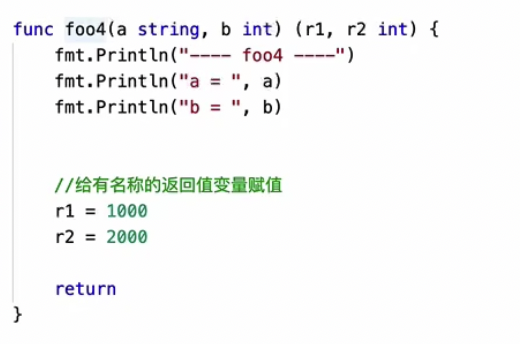 func foo4(a string, b int) (r1, r2 int) {
    fmt.Println("---- foo4 ----")
    fmt.Println("a = ", a)
    fmt.Println("b = ", b)
    //给有名称的返回值变量赋值
    r1 = 1000
    r2 = 2000
    return
}